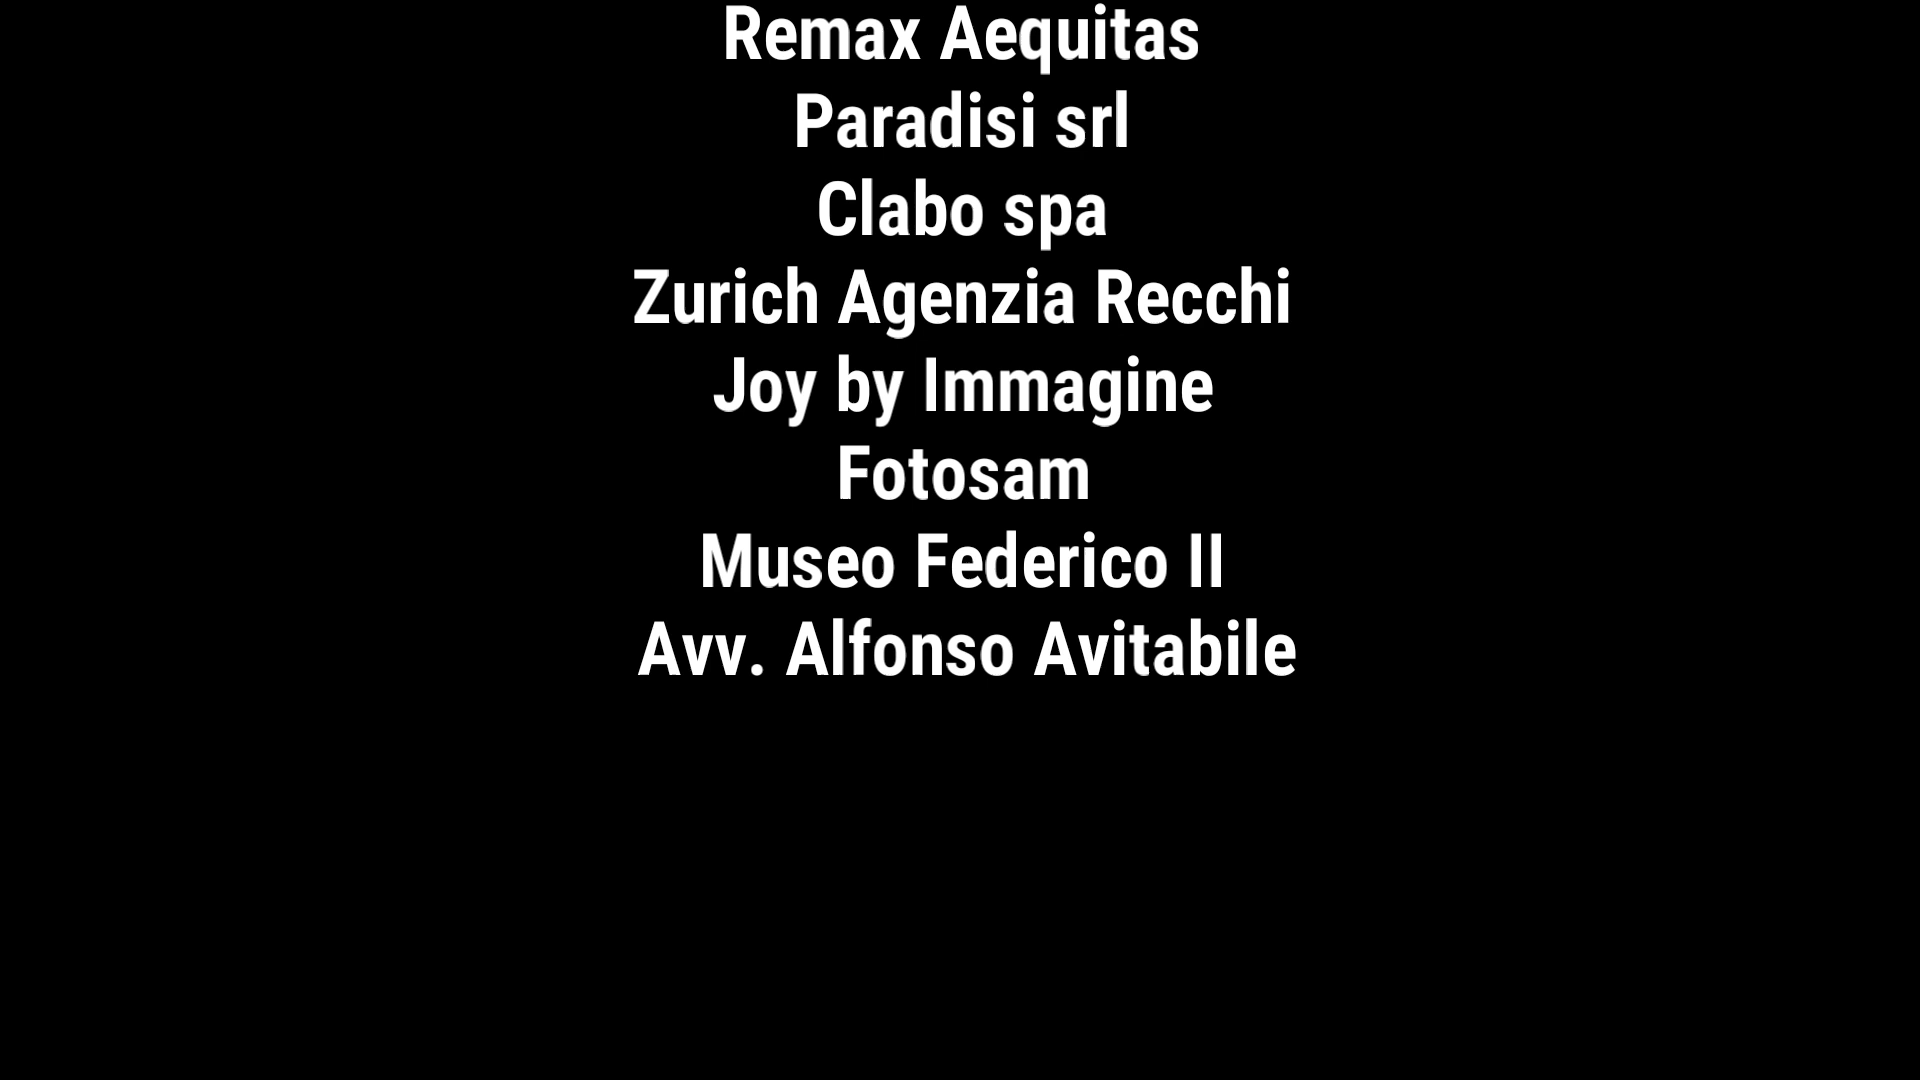 Remax Aequitas
Paradisi srl
Clabo spa
Zurich Agenzia Recchi
Joy by Immagine
Fotosam
Museo Federico II
Avv. Alfonso Avitabile